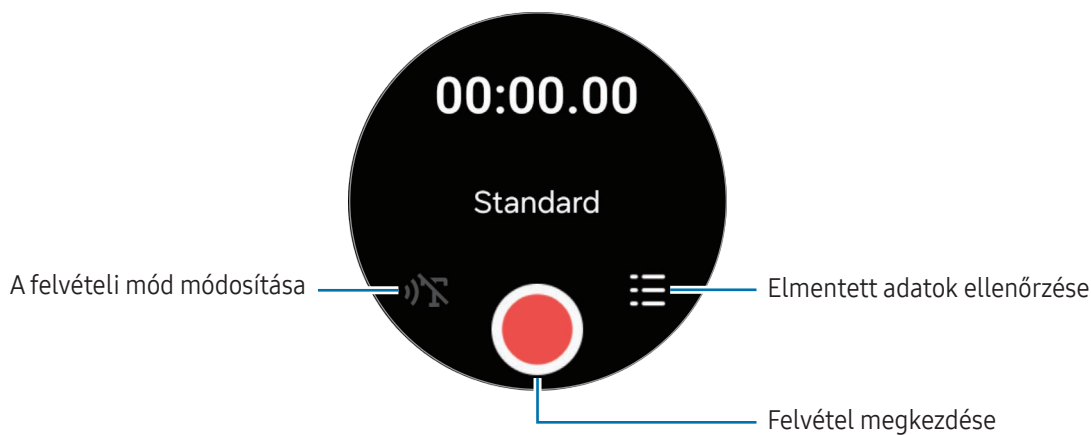 00:00.00
Standard
A felvételi mód módosítása
Elmentett adatok ellenőrzése
Felvétel megkezdése